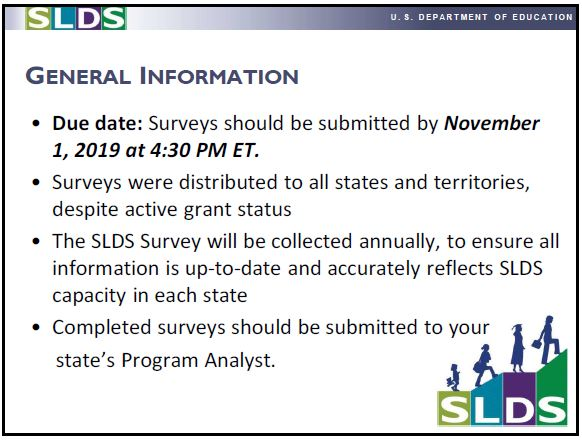 SLDS
U. S. DEPARTMENT OF EDUCATION
GENERAL INFORMATION
• Due date: Surveys should be submitted by November
1, 2019 at 4:30 PM ET.
• Surveys were distributed to all states and territories,
despite active grant status
• The SLDS Survey will be collected annually, to ensure all
information is up-to-date and accurately reflects SLDS
capacity in each state
• Completed surveys should be submitted to your
state’s Program Analyst.
SLDS